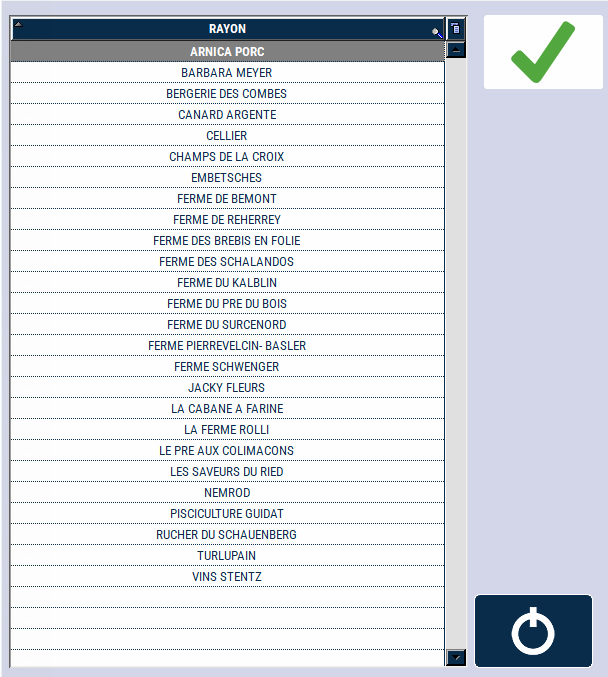 RAYON
ARNICA PORC
BARBARA MEYER
BERGERIE DES COMBES
CANARD ARGENTE
CELLIER
CHAMPS DE LA CROIX
EMBETSCHES
FERME DE BEMONT
FERME DE REHERREY
FERME DES BREBIS EN FOLIE
FERME DES SCHALANDOS
FERME DU KALBLIN
FERME DU PRE DU BOIS
FERME DU SURCENORD
FERME PIERREVELCIN- BASLER
FERME SCHWENGER
JACKY FLEURS
LA CABANE A FARINE
LA FERME ROLLI
LE PRE AUX COLIMACONS
LES SAVEURS DU RIED
NEMROD
PISCICULTURE GUIDAT
RUCHER DU SCHAUENBERG
TURLUPAIN
VINS STENTZ